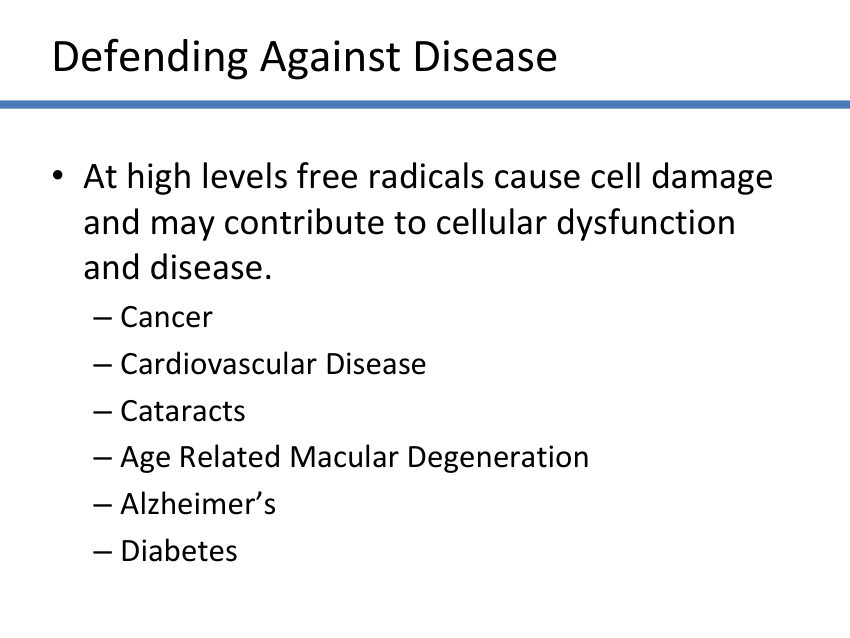 Defending Against Disease
• At high levels free radicals cause cell damage
and may contribute to cellular dysfunction
and disease.
– Cancer
– Cardiovascular Disease
– Cataracts
– Age Related Macular Degeneration
– Alzheimer’s
– Diabetes